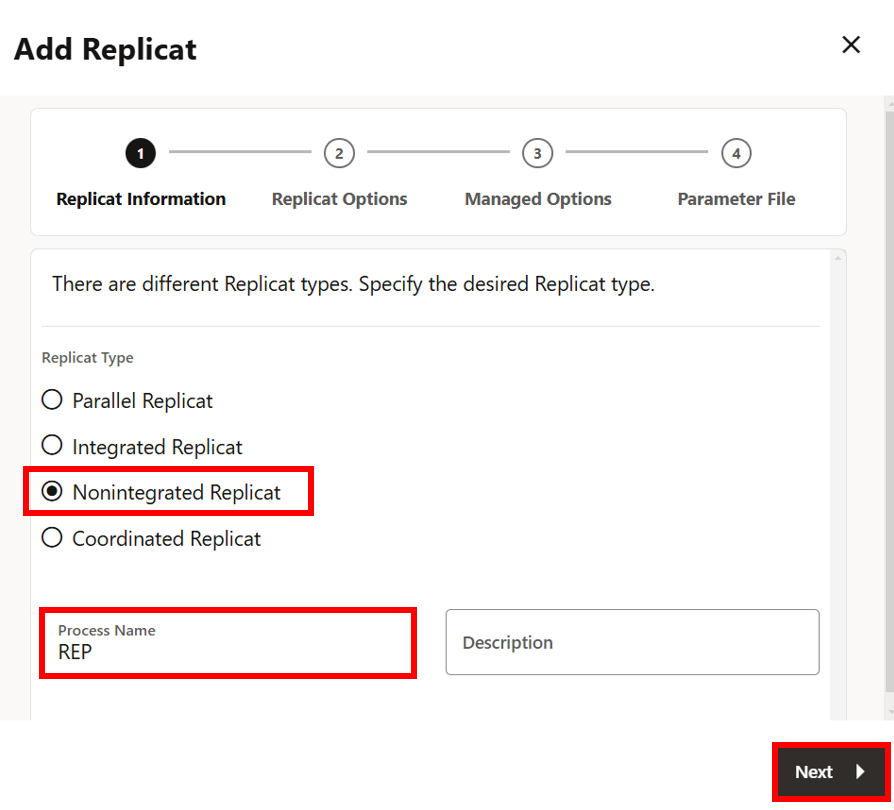 Add Replicat
1 2 3 4
Replicat Information Replicat Options Managed Options Parameter File
There are different Replicat types. Specify the desired Replicat type.
Replicat Type
Parallel Replicat
Integrated Replicat
Nonintegrated Replicat
Coordinated Replicat
Process Name
REP
Description
Next